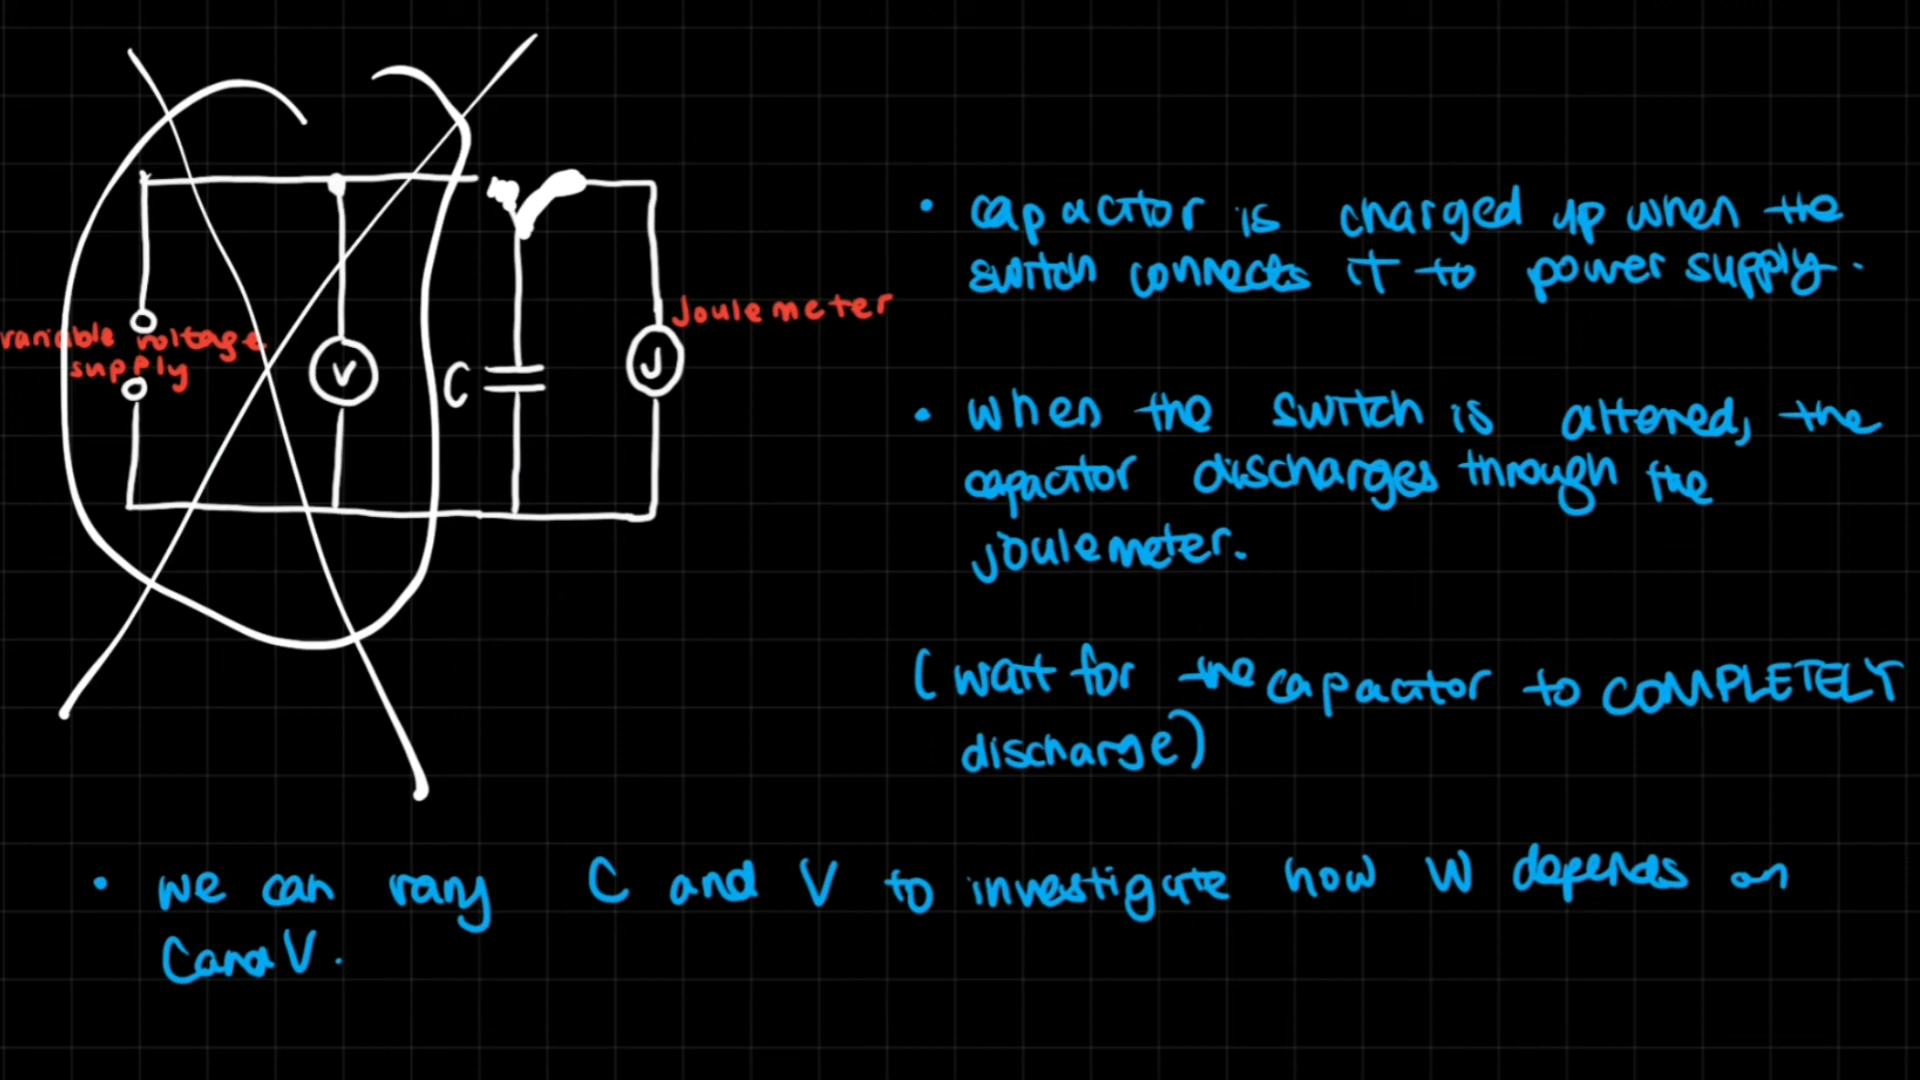 • capacitor is charged up when the
switch connects it to power supply.
Joulemeter
variable voltage
supply
V
C
J
• when the switch is altered, the
capacitor discharges through the
joulemeter.
(wait for the capacitor to COMPLETELY
discharge)
• we can vary C and V to investigate how W depends on
C and V.